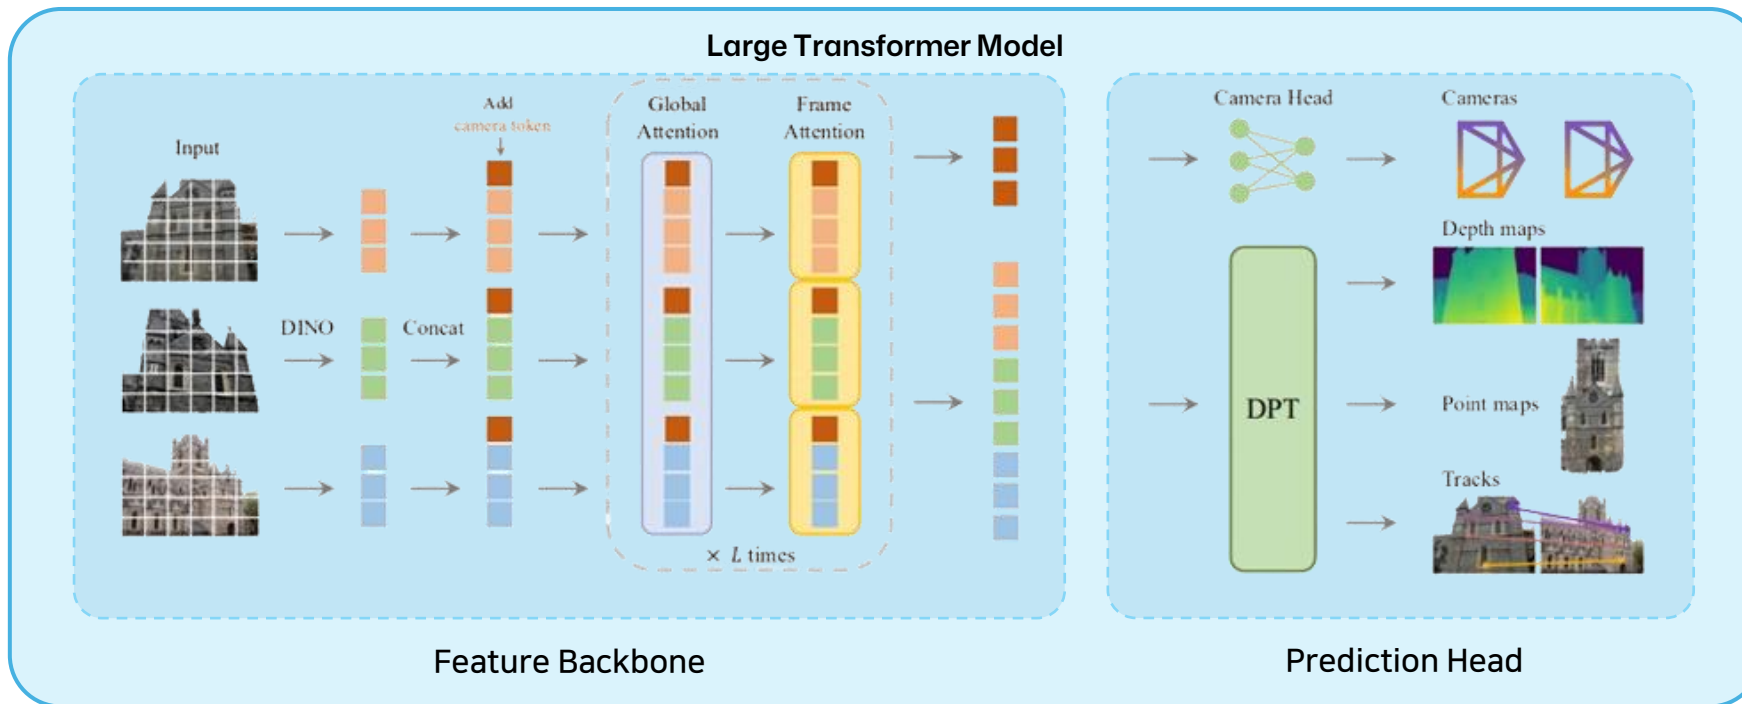 Large Transformer Model
Input
DINO
Concat
Add
camera token
Global
Attention
Frame
Attention
× L times
Camera Head
Cameras
Depth maps
DPT
Point maps
Tracks
Feature Backbone
Prediction Head